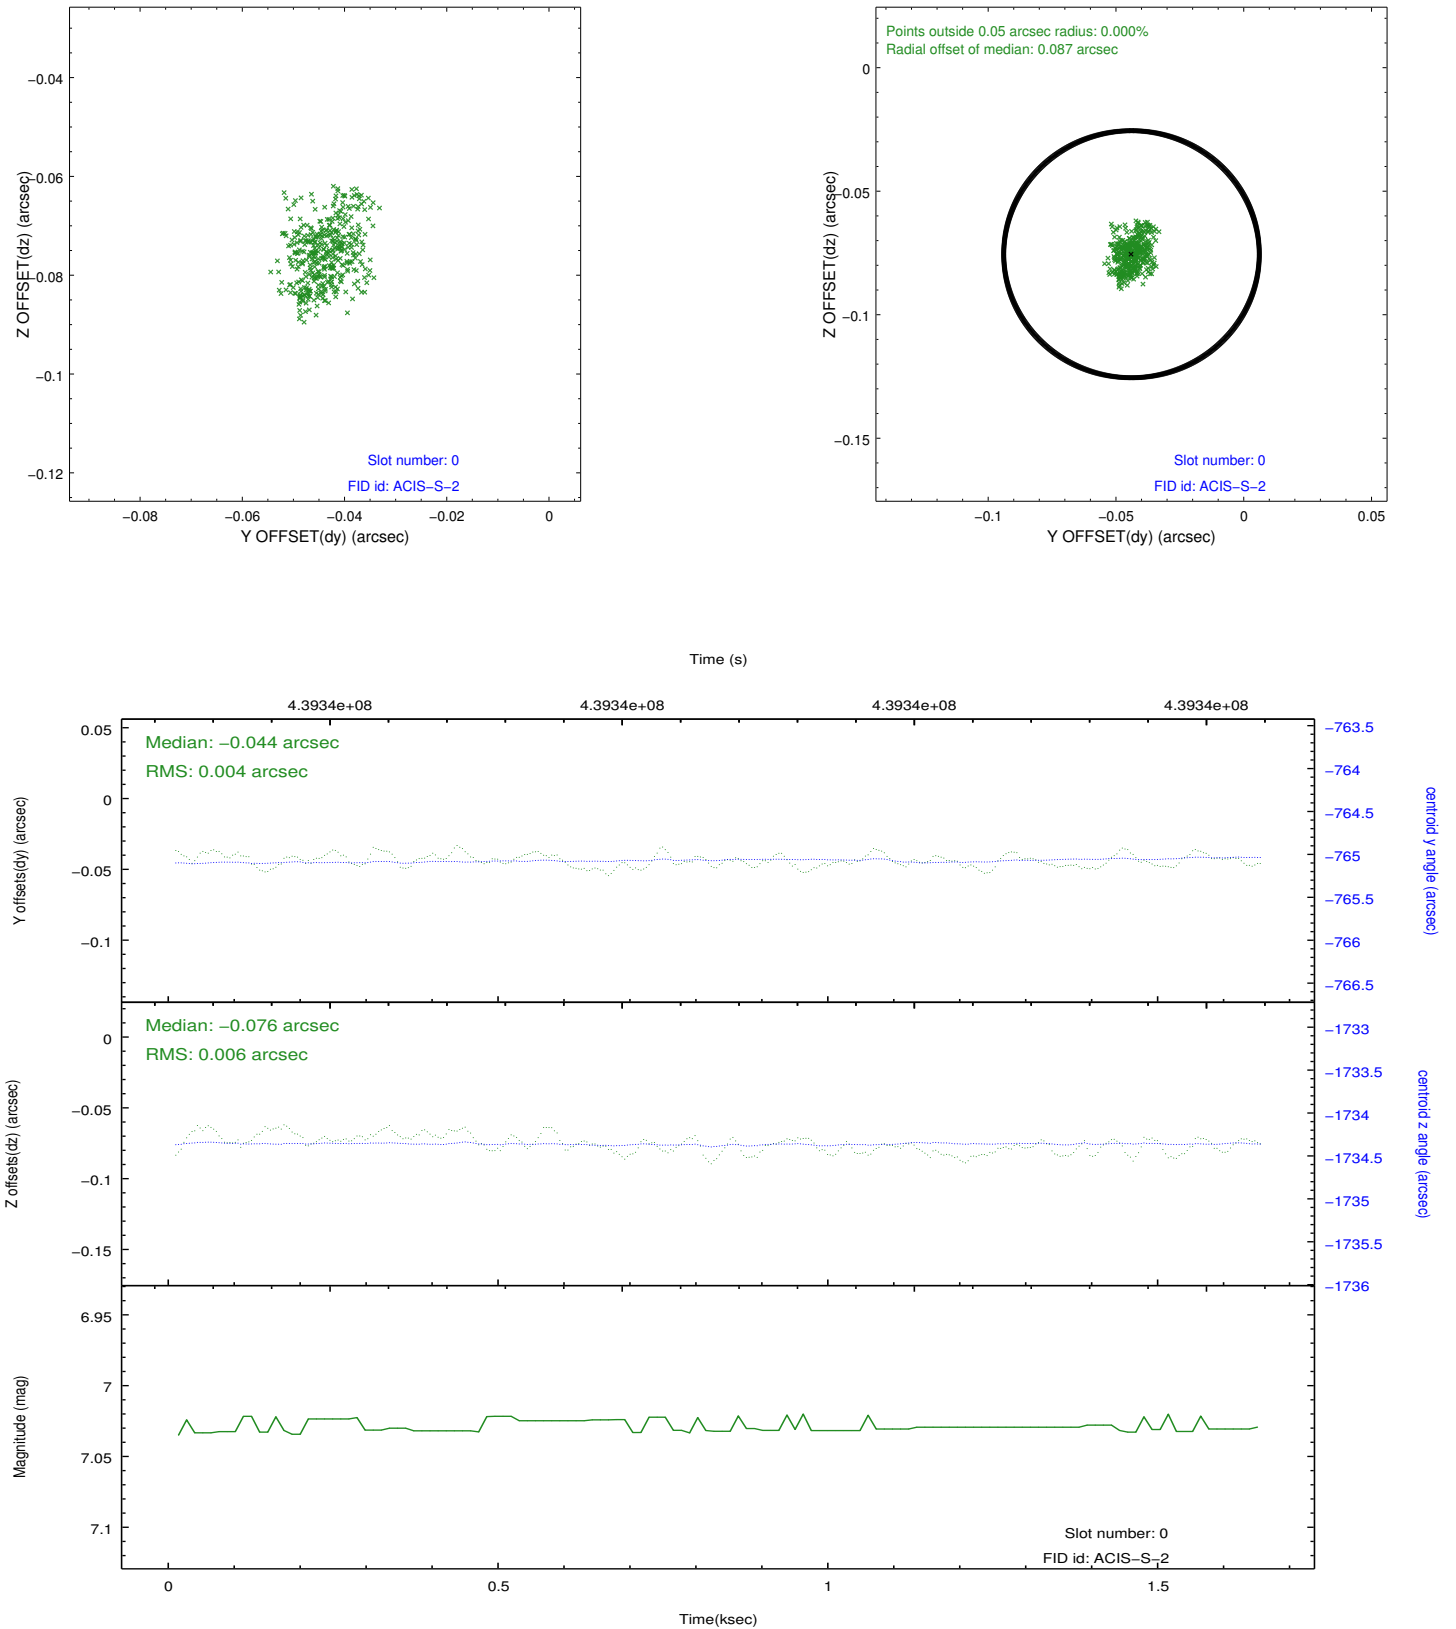 −0.04
−0.06
−0.08
−0.1
−0.12
Z OFFSET(dz) (arcsec)
Slot number: 0
FID id: ACIS−S−2
−0.08
−0.06
−0.04
−0.02
0
Y OFFSET(dy) (arcsec)
Points outside 0.05 arcsec radius: 0.000%
Radial offset of median: 0.087 arcsec
0
−0.05
−0.1
−0.15
Z OFFSET(dz) (arcsec)
Slot number: 0
FID id: ACIS−S−2
−0.1
−0.05
0
0.05
Y OFFSET(dy) (arcsec)
Time (s)
4.3934e+08
4.3934e+08
4.3934e+08
4.3934e+08
Median: −0.044 arcsec
RMS: 0.004 arcsec
0.05
0
−0.05
−0.1
Y offsets(dy) (arcsec)
−763.5
−764
−764.5
−765
−765.5
−766
−766.5
centroid y angle (arcsec)
Median: −0.076 arcsec
RMS: 0.006 arcsec
0
−0.05
−0.1
−0.15
Z offsets(dz) (arcsec)
−1733
−1733.5
−1734
−1734.5
−1735
−1735.5
−1736
centroid z angle (arcsec)
6.95
7
7.05
7.1
Magnitude (mag)
Slot number: 0
FID id: ACIS−S−2
0
0.5
1
1.5
Time(ksec)